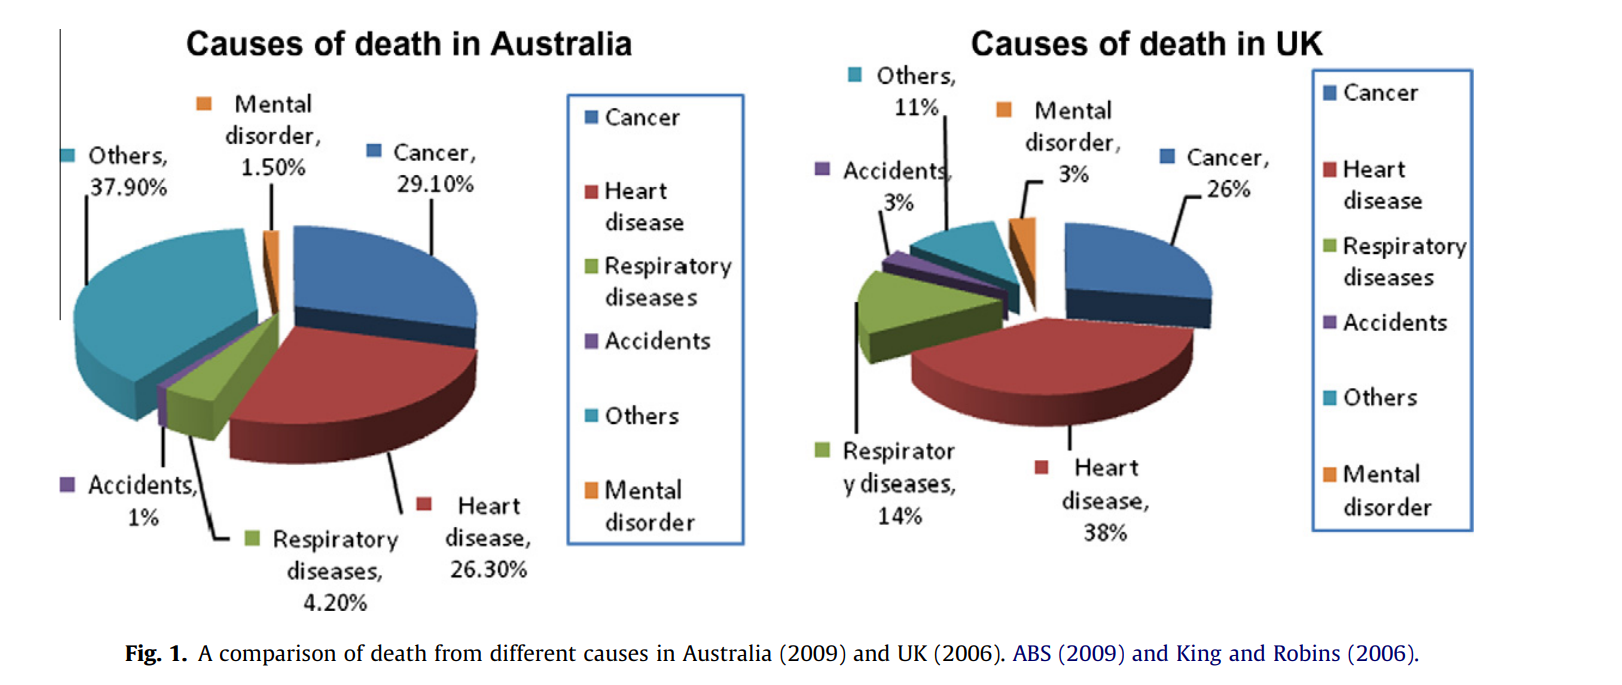 Causes of death in Australia
Mental
disorder,
1.50%
Cancer,
29.10%
Others,
37.90%
Accidents,
1%
Respiratory
diseases,
4.20%
Heart
disease,
26.30%
Cancer
Heart
disease
Respiratory
diseases
Accidents
Others
Mental
disorder
Causes of death in UK
Others,
11%
Mental
disorder,
3%
Cancer,
26%
Accidents,
3%
Respirator
y diseases,
14%
Heart
disease,
38%
Cancer
Heart
disease
Respiratory
diseases
Accidents
Others
Mental
disorder
Fig. 1. A comparison of death from different causes in Australia (2009) and UK (2006). ABS (2009) and King and Robins (2006).